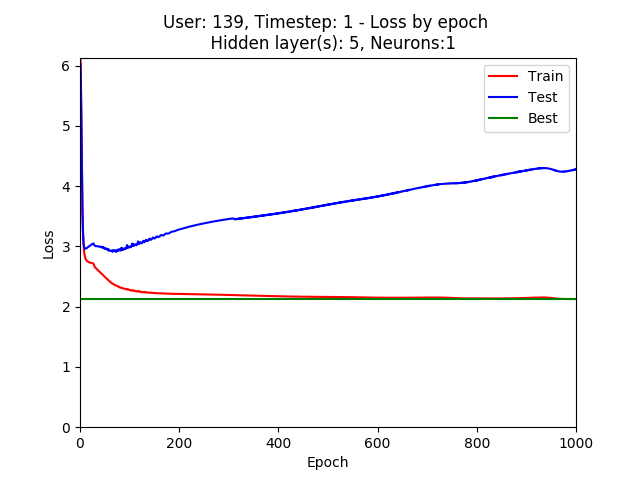 User: 139, Timestep: 1 - Loss by epoch
Hidden layer(s): 5, Neurons:1
Train
Test
Best
6
5
4
3
2
1
0
Loss
0 200 400 600 800 1000
Epoch